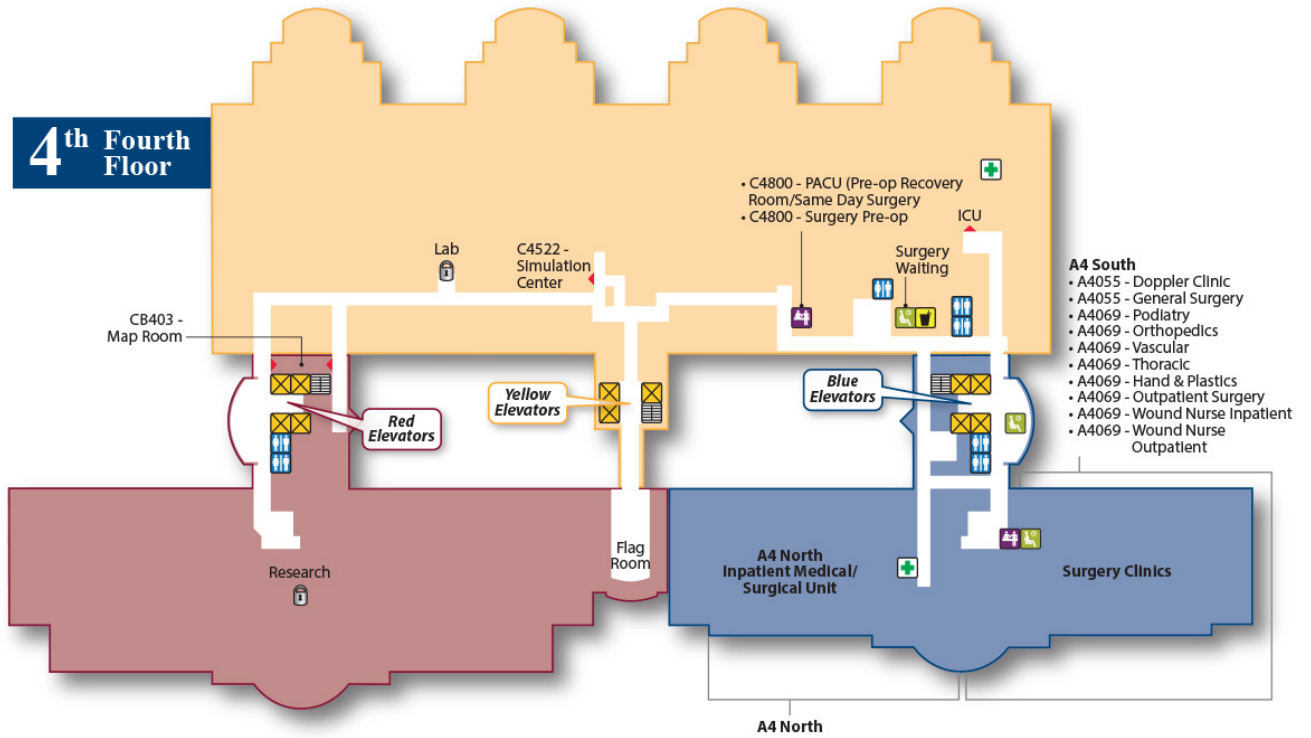 4th Fourth
Floor
• C4800 - PACU (Pre-op Recovery
Room/Same Day Surgery
• C4800 - Surgery Pre-op
ICU
Lab
C4522 -
Simulation
Center
Surgery
Waiting
A4 South
• A4055 - Doppler Clinic
• A4055 - General Surgery
• A4069 - Podiatry
• A4069 - Orthopedics
• A4069 - Vascular
• A4069 - Thoracic
• A4069 - Hand & Plastics
• A4069 - Outpatient Surgery
• A4069 - Wound Nurse Inpatient
• A4069 - Wound Nurse
Outpatient
CB403 -
Map Room
Red
Elevators
Yellow
Elevators
Blue
Elevators
Flag
Room
Research
A4 North
Inpatient Medical/
Surgical Unit
Surgery Clinics
A4 North